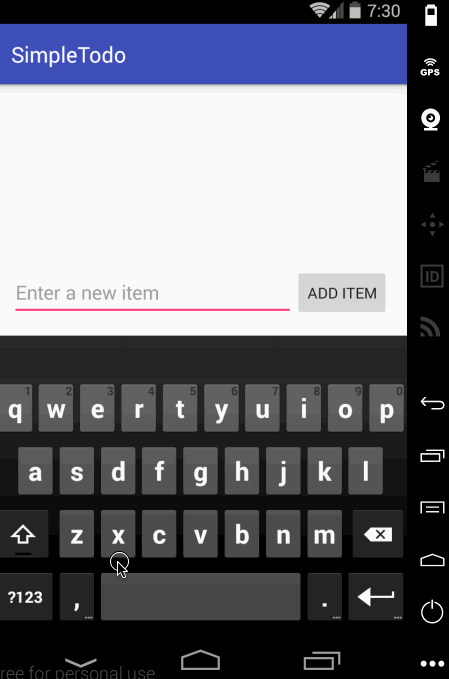 7:30
SimpleTodo
GPS
ID
Enter a new item
ADD ITEM
1 2 3 4 5 6 7 8 9 0
q w e r t y u i o p
a s d f g h j k l
z x c v b n m
?123 , ... . ...
ree for personal use